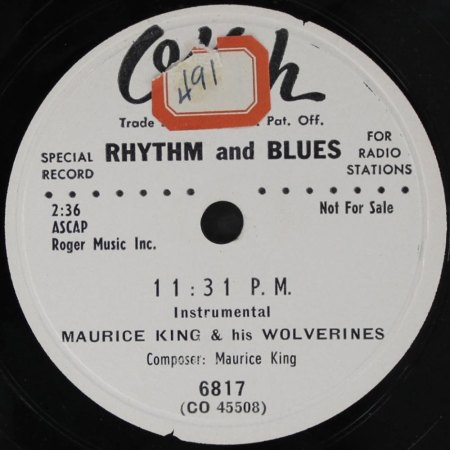 491
Trade Pat. Off.
SPECIAL RECORD
RHYTHM and BLUES
FOR RADIO STATIONS
2:36
ASCAP
Roger Music Inc.
Not For Sale
11:31 P.M.
Instrumental
MAURICE KING & his WOLVERINES
Composer: Maurice King
6817
(CO 45508)